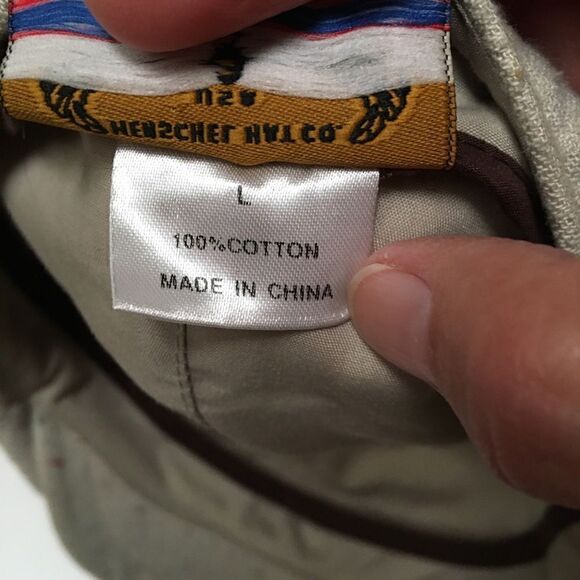 HENSCHEL HAT CO.
USA
L
100%COTTON
MADE IN CHINA